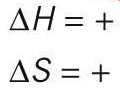 ΔH = +
ΔS = +